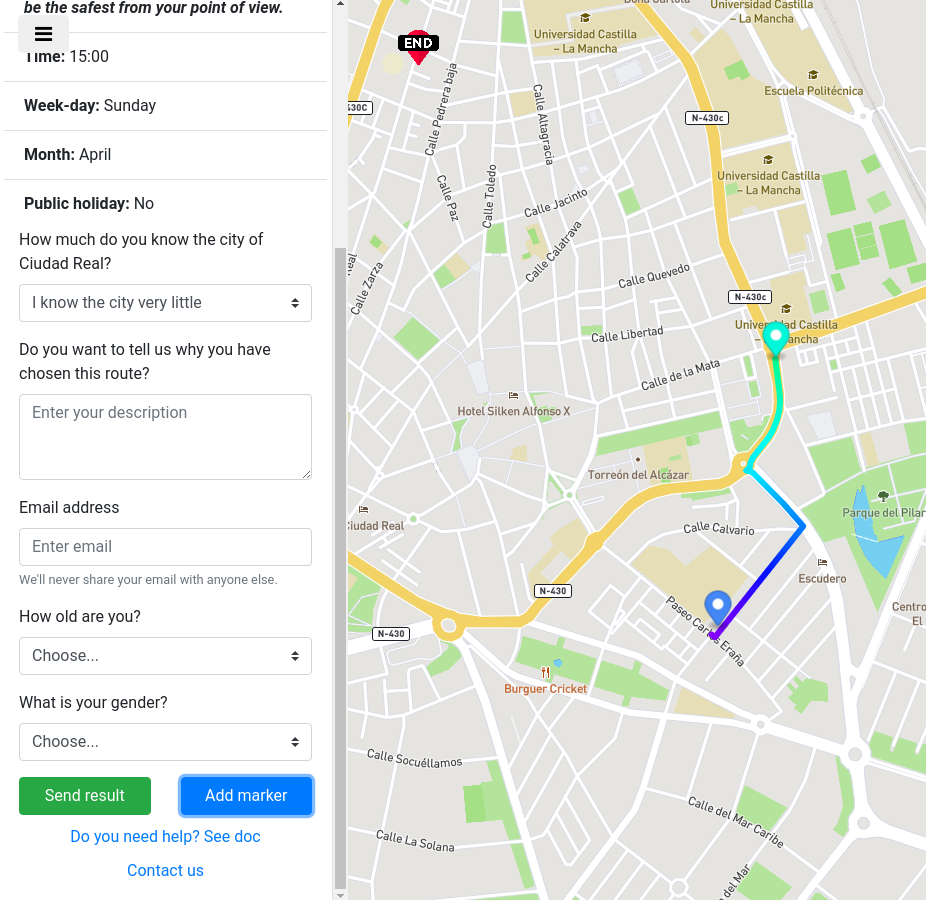 be the safest from your point of view.
Time: 15:00
Week-day: Sunday
Month: April
Public holiday: No
How much do you know the city of
Ciudad Real?
I know the city very little
Do you want to tell us why you have
chosen this route?
Enter your description
Email address
Enter email
We'll never share your email with anyone else.
How old are you?
Choose...
What is your gender?
Choose...
Send result
Add marker
Do you need help? See doc
Contact us
END
Universidad Castilla
– La Mancha
Universidad Castilla
– La Mancha
Escuela Politécnica
N-430c
Universidad Castilla
– La Mancha
Calle Pedrera baja
Calle Altagracia
Calle Toledo
Calle Paz
Calle Jacinto
Calle Calatrava
Calle Zarza
Calle Quevedo
N-430c
Universidad Castilla
Calle Libertad
Calle de la Mata
Hotel Silken Alfonso X
Torreón del Alcázar
Ciudad Real
Parque del Pilar
Calle Calvario
Escudero
Centro
El
N-430
Paseo Carlos Eraña
N-430
Burguer Cricket
Calle Socuéllamos
Calle del Mar Caribe
Calle La Solana
del Mar